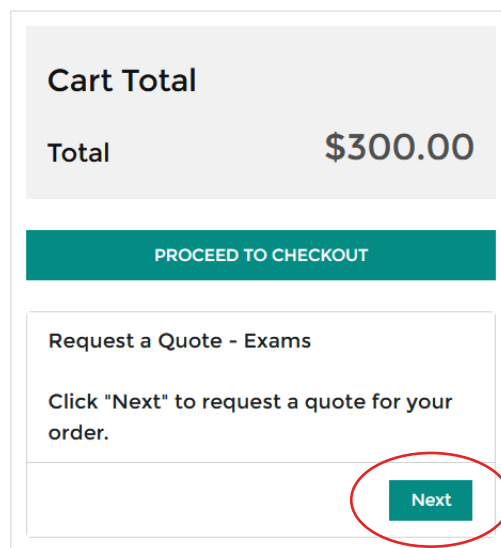 Cart Total
Total $300.00
PROCEED TO CHECKOUT
Request a Quote - Exams
Click "Next" to request a quote for your
order.
Next